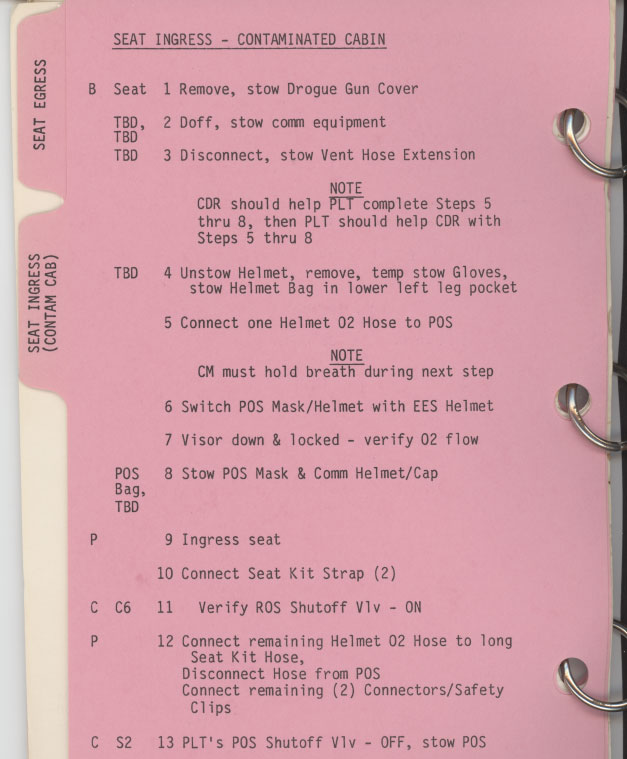 SEAT EGRESS
SEAT INGRESS
(CONTAM CAB)
SEAT INGRESS - CONTAMINATED CABIN
B Seat 1 Remove, stow Drogue Gun Cover
TBD, 2 Doff, stow comm equipment
TBD
TBD 3 Disconnect, stow Vent Hose Extension
NOTE
CDR should help PLT complete Steps 5
thru 8, then PLT should help CDR with
Steps 5 thru 8
TBD 4 Unstow Helmet, remove, temp stow Gloves,
stow Helmet Bag in lower left leg pocket
5 Connect one Helmet O2 Hose to POS
NOTE
CM must hold breath during next step
6 Switch POS Mask/Helmet with EES Helmet
7 Visor down & locked - verify O2 flow
POS 8 Stow POS Mask & Comm Helmet/Cap
Bag,
TBD
P 9 Ingress seat
10 Connect Seat Kit Strap (2)
C C6 11 Verify ROS Shutoff Vlv - ON
P 12 Connect remaining Helmet O2 Hose to long
Seat Kit Hose,
Disconnect Hose from POS
Connect remaining (2) Connectors/Safety
Clips
C S2 13 PLT's POS Shutoff Vlv - OFF, stow POS